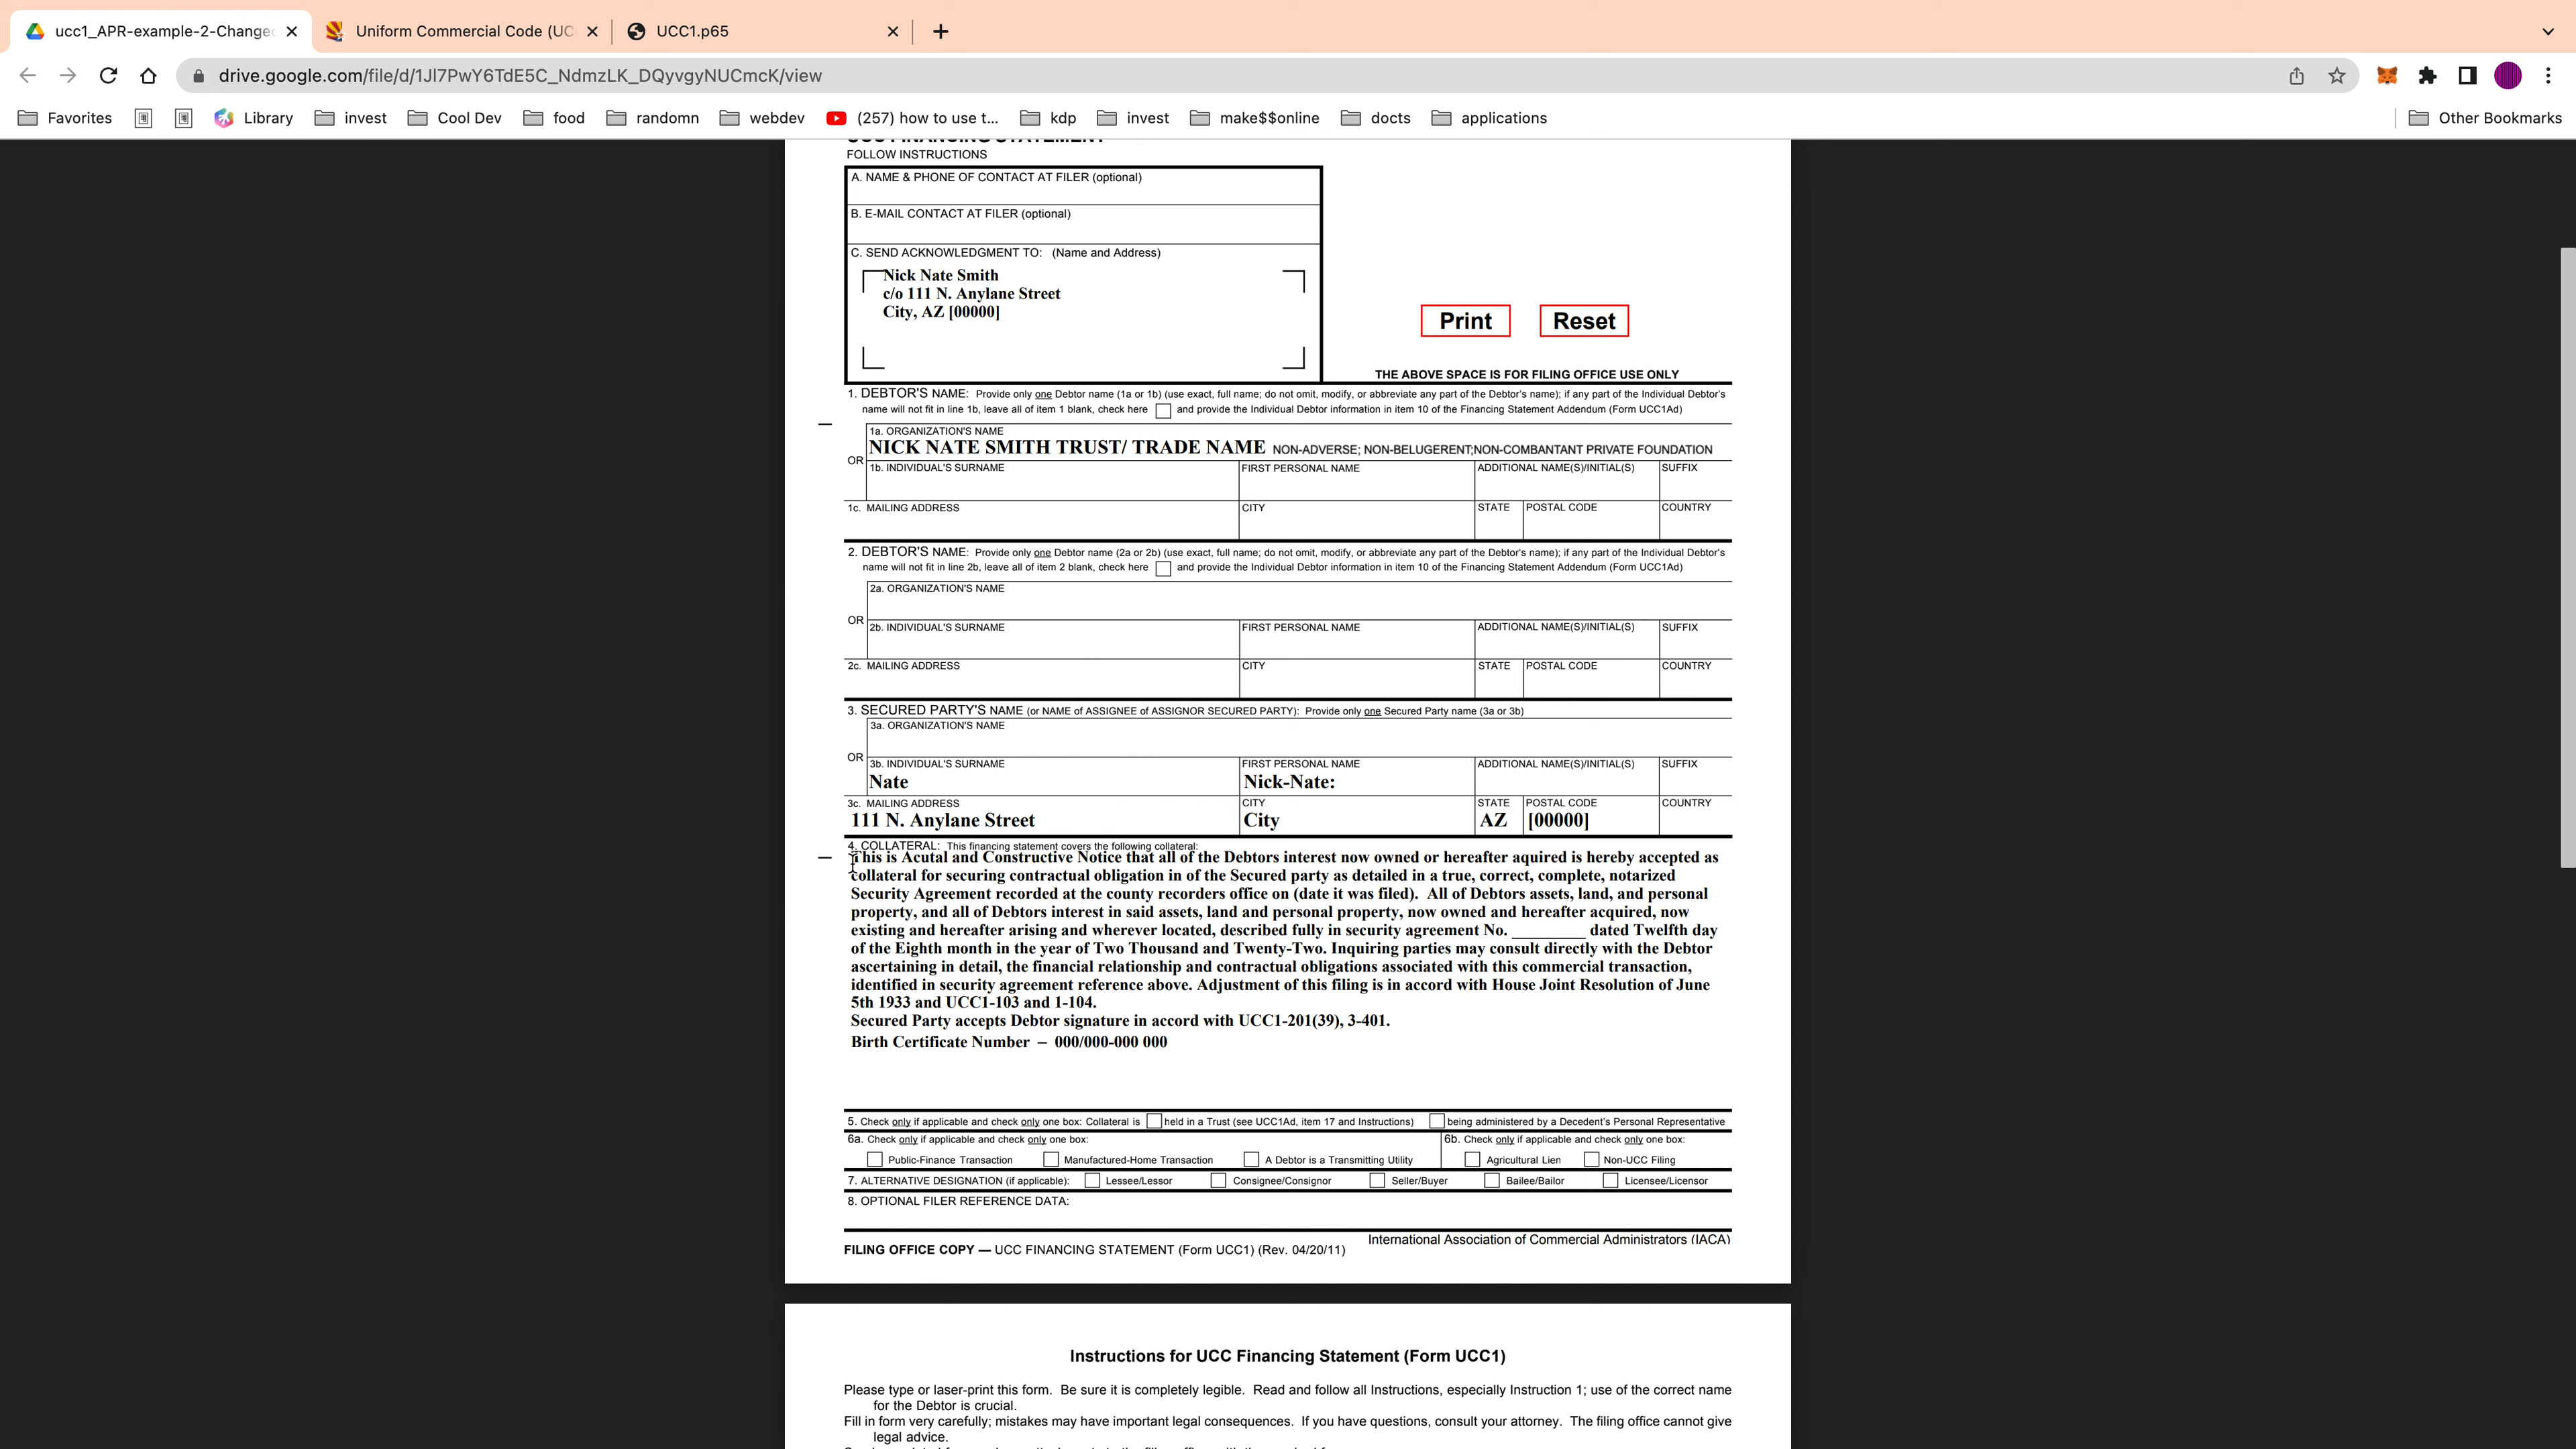 ucc1_APR-example-2-Change
Uniform Commercial Code (UC
UCC1.p65
drive.google.com/file/d/1Jl7PwY6TdE5C_NdmzLK_DQyvgyNUCmcK/view
Favorites
Library
invest
Cool Dev
food
randomn
webdev
(257) how to use t...
kdp
invest
make$$online
docts
applications
Other Bookmarks
FOLLOW INSTRUCTIONS
A. NAME & PHONE OF CONTACT AT FILER (optional)
B. E-MAIL CONTACT AT FILER (optional)
C. SEND ACKNOWLEDGMENT TO: (Name and Address)
Nick Nate Smith
c/o 111 N. Anylane Street
City, AZ [00000]
Print Reset
THE ABOVE SPACE IS FOR FILING OFFICE USE ONLY
1. DEBTOR'S NAME: Provide only one Debtor name (1a or 1b) (use exact, full name; do not omit, modify, or abbreviate any part of the Debtor's name); if any part of the Individual Debtor's
name will not fit in line 1b, leave all of item 1 blank, check here and provide the Individual Debtor information in item 10 of the Financing Statement Addendum (Form UCC1Ad)
1a. ORGANIZATION'S NAME
NICK NATE SMITH TRUST/ TRADE NAME NON-ADVERSE; NON-BELUGERENT;NON-COMBANTANT PRIVATE FOUNDATION
OR
1b. INDIVIDUAL'S SURNAME FIRST PERSONAL NAME ADDITIONAL NAME(S)/INITIAL(S) SUFFIX
1c. MAILING ADDRESS CITY STATE POSTAL CODE COUNTRY
2. DEBTOR'S NAME: Provide only one Debtor name (2a or 2b) (use exact, full name; do not omit, modify, or abbreviate any part of the Debtor's name); if any part of the Individual Debtor's
name will not fit in line 2b, leave all of item 2 blank, check here and provide the Individual Debtor information in item 10 of the Financing Statement Addendum (Form UCC1Ad)
2a. ORGANIZATION'S NAME
OR
2b. INDIVIDUAL'S SURNAME FIRST PERSONAL NAME ADDITIONAL NAME(S)/INITIAL(S) SUFFIX
2c. MAILING ADDRESS CITY STATE POSTAL CODE COUNTRY
3. SECURED PARTY'S NAME (or NAME of ASSIGNEE of ASSIGNOR SECURED PARTY): Provide only one Secured Party name (3a or 3b)
3a. ORGANIZATION'S NAME
OR
3b. INDIVIDUAL'S SURNAME FIRST PERSONAL NAME ADDITIONAL NAME(S)/INITIAL(S) SUFFIX
Nate Nick-Nate:
3c. MAILING ADDRESS CITY STATE POSTAL CODE COUNTRY
111 N. Anylane Street City AZ [00000]
4. COLLATERAL: This financing statement covers the following collateral:
This is Acutal and Constructive Notice that all of the Debtors interest now owned or hereafter aquired is hereby accepted as
collateral for securing contractual obligation in of the Secured party as detailed in a true, correct, complete, notarized
Security Agreement recorded at the county recorders office on (date it was filed). All of Debtors assets, land, and personal
property, and all of Debtors interest in said assets, land and personal property, now owned and hereafter acquired, now
existing and hereafter arising and wherever located, described fully in security agreement No. _________ dated Twelfth day
of the Eighth month in the year of Two Thousand and Twenty-Two. Inquiring parties may consult directly with the Debtor
ascertaining in detail, the financial relationship and contractual obligations associated with this commercial transaction,
identified in security agreement reference above. Adjustment of this filing is in accord with House Joint Resolution of June
5th 1933 and UCC1-103 and 1-104.
Secured Party accepts Debtor signature in accord with UCC1-201(39), 3-401.
Birth Certificate Number – 000/000-000 000
5. Check only if applicable and check only one box: Collateral is held in a Trust (see UCC1Ad, item 17 and Instructions) being administered by a Decedent's Personal Representative
6a. Check only if applicable and check only one box: 6b. Check only if applicable and check only one box:
Public-Finance Transaction Manufactured-Home Transaction A Debtor is a Transmitting Utility Agricultural Lien Non-UCC Filing
7. ALTERNATIVE DESIGNATION (if applicable): Lessee/Lessor Consignee/Consignor Seller/Buyer Bailee/Bailor Licensee/Licensor
8. OPTIONAL FILER REFERENCE DATA:
International Association of Commercial Administrators (IACA)
FILING OFFICE COPY — UCC FINANCING STATEMENT (Form UCC1) (Rev. 04/20/11)
Instructions for UCC Financing Statement (Form UCC1)
Please type or laser-print this form. Be sure it is completely legible. Read and follow all Instructions, especially Instruction 1; use of the correct name
for the Debtor is crucial.
Fill in form very carefully; mistakes may have important legal consequences. If you have questions, consult your attorney. The filing office cannot give
legal advice.